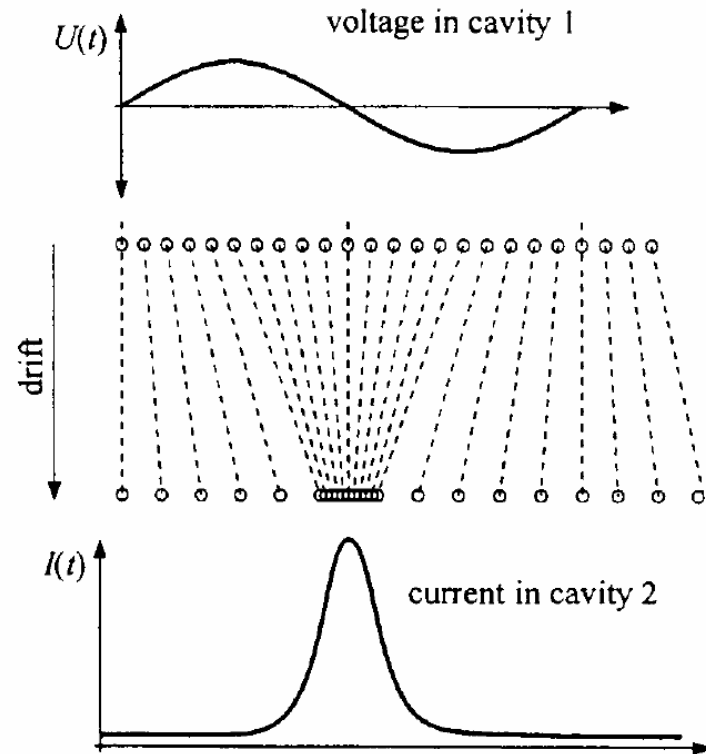 voltage in cavity 1
U(t)
drift
I(t)
current in cavity 2